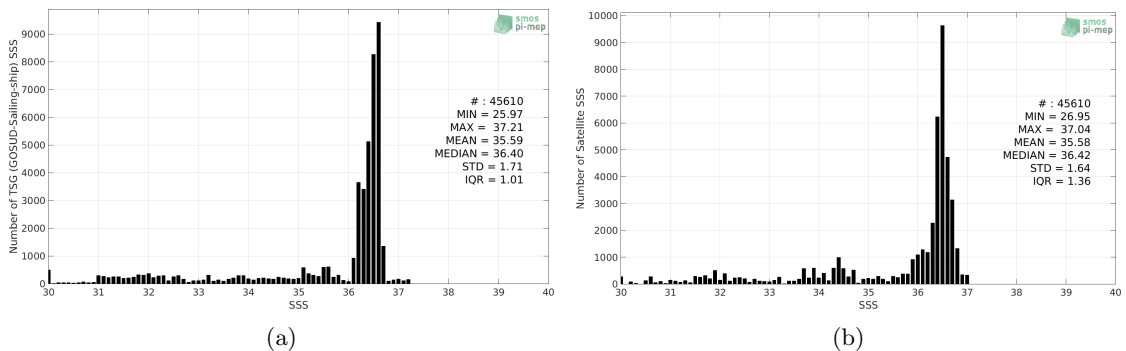 smos
pi-mep
Number of TSG (GOSUD-Sailing-ship) SSS
9000
8000
7000
6000
5000
4000
3000
2000
1000
0
# : 45610
MIN = 25.97
MAX = 37.21
MEAN = 35.59
MEDIAN = 36.40
STD = 1.71
IQR = 1.01
30 31 32 33 34 35 36 37 38 39 40
SSS
(a)
smos
pi-mep
Number of Satellite SSS
10000
9000
8000
7000
6000
5000
4000
3000
2000
1000
0
# : 45610
MIN = 26.95
MAX = 37.04
MEAN = 35.58
MEDIAN = 36.42
STD = 1.64
IQR = 1.36
30 31 32 33 34 35 36 37 38 39 40
SSS
(b)